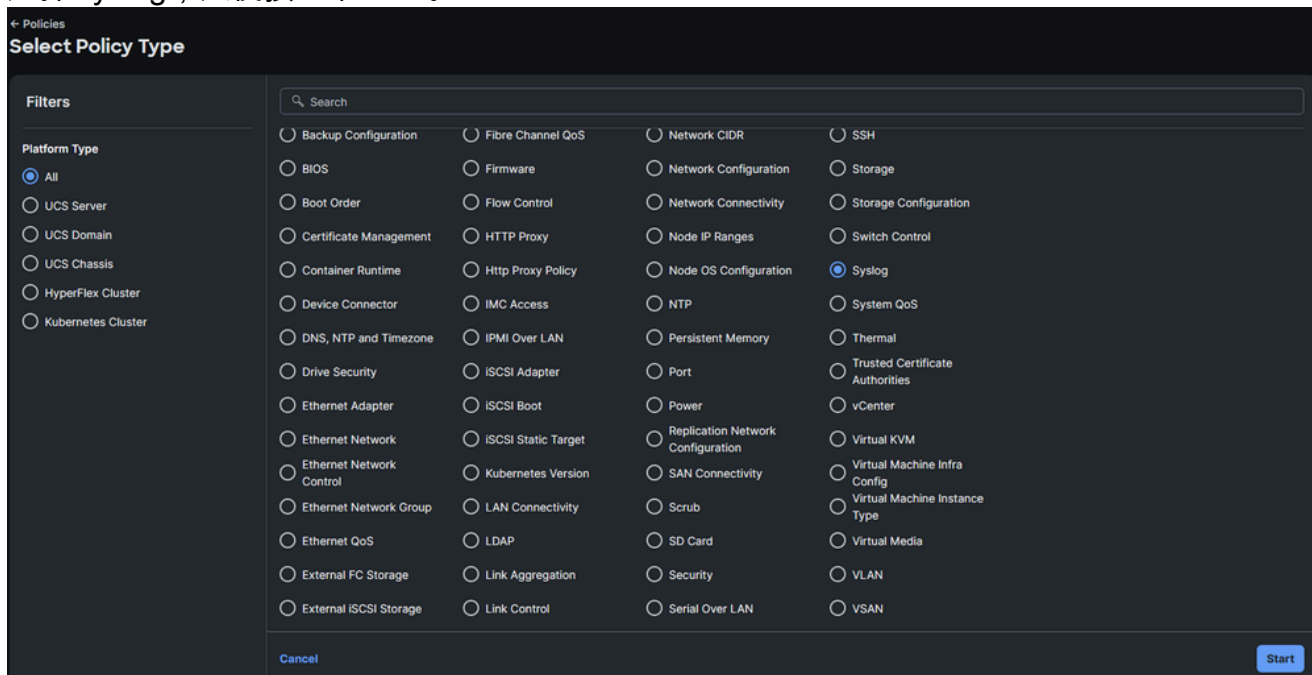 ← Policies
Select Policy Type
Filters
Search
Platform Type
All
UCS Server
UCS Domain
UCS Chassis
HyperFlex Cluster
Kubernetes Cluster
Backup Configuration
BIOS
Boot Order
Certificate Management
Container Runtime
Device Connector
DNS, NTP and Timezone
Drive Security
Ethernet Adapter
Ethernet Network
Ethernet Network
Control
Ethernet Network Group
Ethernet QoS
External FC Storage
External iSCSI Storage
Fibre Channel QoS
Firmware
Flow Control
HTTP Proxy
Http Proxy Policy
IMC Access
IPMI Over LAN
iSCSI Adapter
iSCSI Boot
iSCSI Static Target
Kubernetes Version
LAN Connectivity
LDAP
Link Aggregation
Link Control
Network CIDR
Network Configuration
Network Connectivity
Node IP Ranges
Node OS Configuration
NTP
Persistent Memory
Port
Power
Replication Network
Configuration
SAN Connectivity
Scrub
SD Card
Security
Serial Over LAN
SSH
Storage
Storage Configuration
Switch Control
Syslog
System QoS
Thermal
Trusted Certificate
Authorities
vCenter
Virtual KVM
Virtual Machine Infra
Config
Virtual Machine Instance
Type
Virtual Media
VLAN
VSAN
Cancel
Start